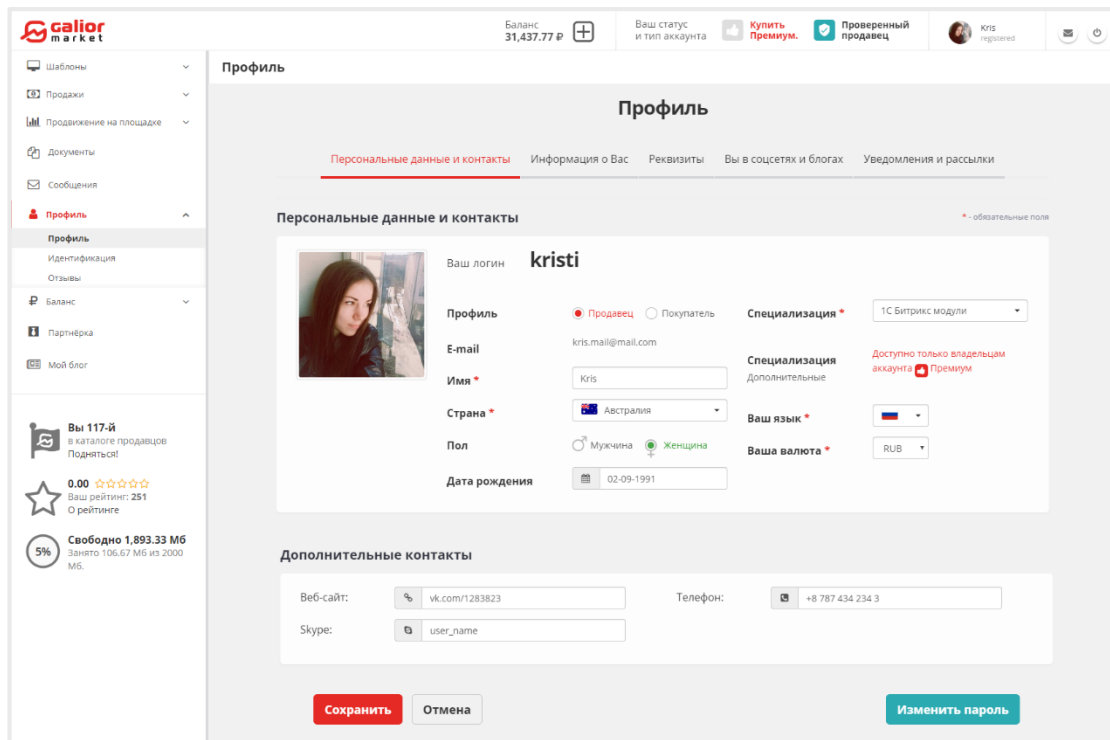 galior
market
Баланс
31,437.77 ₽
Ваш статус
и тип аккаунта
Купить
Премиум.
Проверенный
продавец
Kris
registered
Шаблоны
Продажи
Продвижение на площадке
Документы
Сообщения
Профиль
Профиль
Идентификация
Отзывы
Баланс
Партнёрка
Мой блог
Вы 117-й
в каталоге продавцов
Подняться!
0.00
Ваш рейтинг: 251
О рейтинге
5%
Свободно 1,893.33 Мб
Занято 106.67 Мб из 2000
Мб.
Профиль
Профиль
Персональные данные и контакты
Информация о Вас
Реквизиты
Вы в соцсетях и блогах
Уведомления и рассылки
Персональные данные и контакты
* - обязательные поля
Ваш логин kristi
Профиль Продавец Покупатель
E-mail kris.mail@mail.com
Имя * Kris
Страна * Австралия
Пол Мужчина Женщина
Дата рождения 02-09-1991
Специализация * 1С Битрикс модули
Специализация
Дополнительные
Доступно только владельцам
аккаунта Премиум
Ваш язык *
Ваша валюта * RUB
Дополнительные контакты
Веб-сайт: vk.com/1283823
Телефон: +8 787 434 234 3
Skype: user_name
Сохранить
Отмена
Изменить пароль